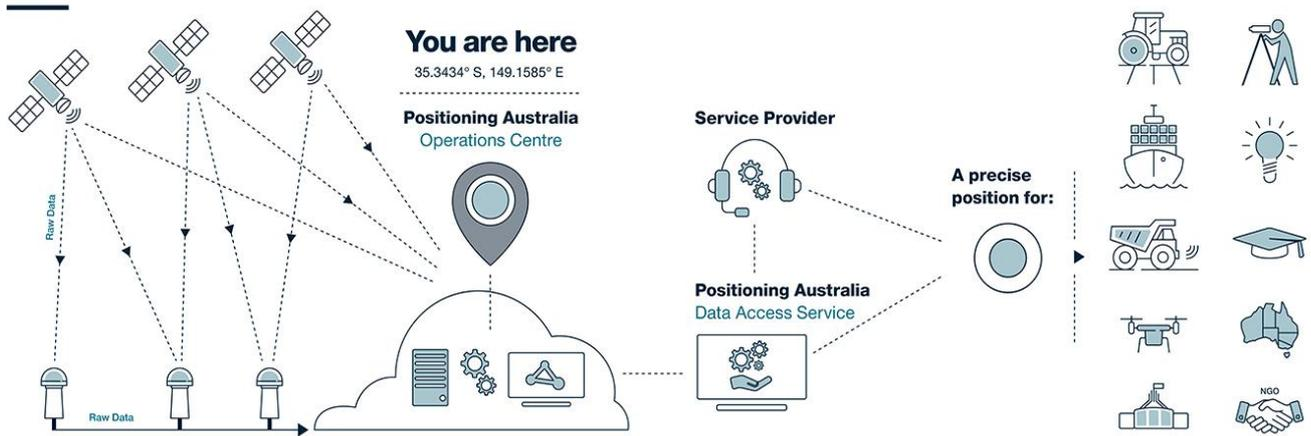 You are here
35.3434° S, 149.1585° E
Positioning Australia
Operations Centre
Raw Data
Raw Data
Service Provider
Positioning Australia
Data Access Service
A precise
position for:
NGO